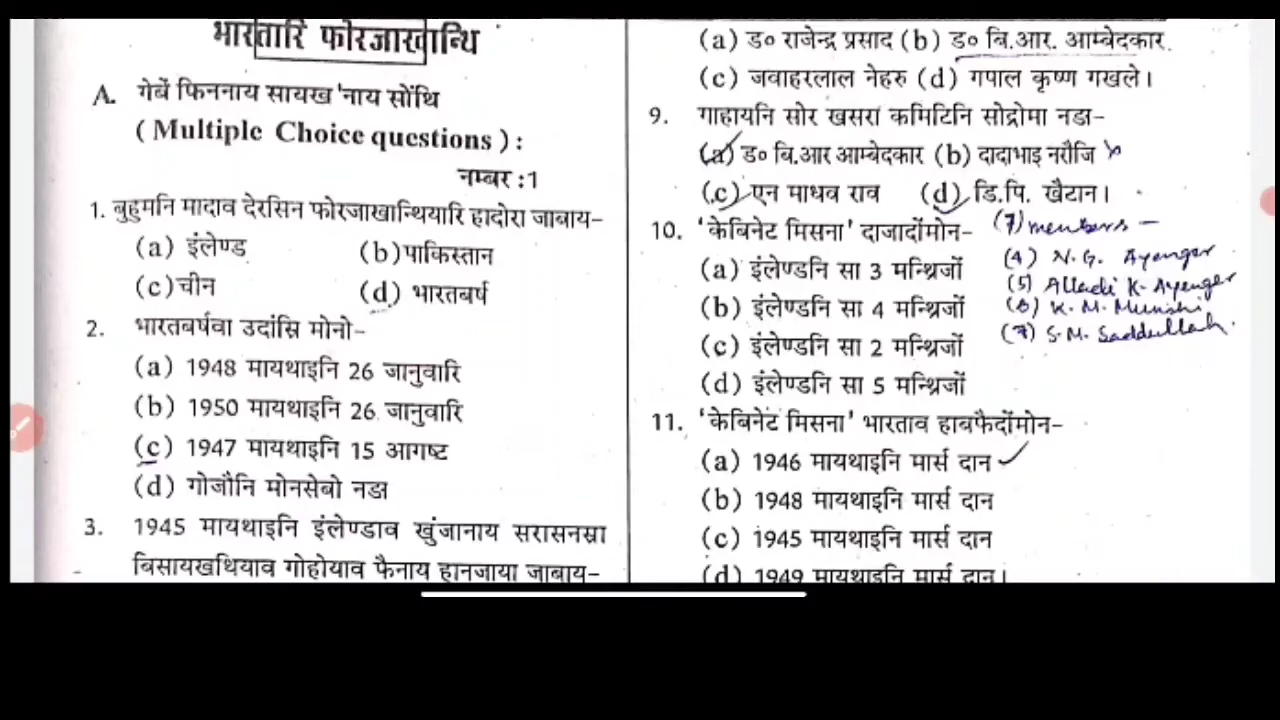 भारतारि फोरजाखान्थि
A. गेबें फिननाय सायख'नाय सोंथि
( Multiple Choice questions ) :
नम्बर :1
1. बुहुमनि मादाव देरसिन फोरजाखान्थियारि हादोरा जाबाय–
(a) इंलेण्ड (b) पाकिस्तान
(c) चीन (d) भारतबर्ष
2. भारतबर्षवा उदांस्रि मोनो–
(a) 1948 मायथाइनि 26 जानुवारि
(b) 1950 मायथाइनि 26 जानुवारि
(c) 1947 मायथाइनि 15 आगष्ट
(d) गोजौनि मोनसेबो नङा
3. 1945 मायथाइनि इंलेण्डाव खुंजानाय सरासनस्रा
बिसायखथियाव गोहोयाव फैनाय हानजाया जाबाय–
(a) ड० राजेन्द्र प्रसाद (b) ड० बि.आर. आम्बेदकार
(c) जवाहरलाल नेहरु (d) गपाल कृष्ण गखले।
9. गाहायनि सोर खसरा कमिटिनि सोद्रोमा नङा–
(a) ड० बि.आर आम्बेदकार (b) दादाभाइ नरौजि
(c) एन माधव राव (d) डि.पि. खैटान।
10. 'केबिनेट मिसना' दाजादोंमोन– (7) members –
(a) इंलेण्डनि सा 3 मन्थ्रिजों (4) N.G. Ayenger
(b) इंलेण्डनि सा 4 मन्थ्रिजों (5) Alladi K. Ayenger
(c) इंलेण्डनि सा 2 मन्थ्रिजों (6) K. M. Munshi
(d) इंलेण्डनि सा 5 मन्थ्रिजों (7) S.M. Saddullah.
11. 'केबिनेट मिसना' भारताव हाबफैदोंमोन–
(a) 1946 मायथाइनि मार्स दान
(b) 1948 मायथाइनि मार्स दान
(c) 1945 मायथाइनि मार्स दान
(d) 1949 मायथाइनि मार्स दान।